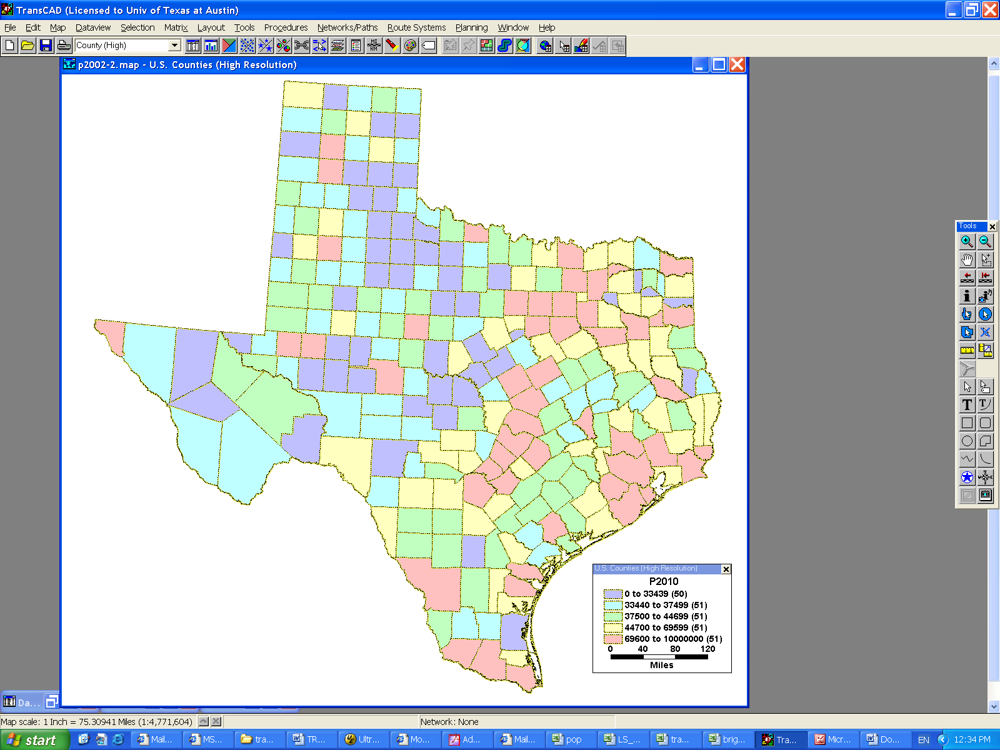 TransCAD (Licensed to Univ of Texas at Austin)
File Edit Map Dataview Selection Matrix Layout Tools Procedures Networks/Paths Route Systems Planning Window Help
County (High)
MI KM
p2002-2.map - U.S. Counties (High Resolution)
Tools
T T
U.S. Counties (High Resolution)
P2010
0 to 33439 (50)
33440 to 37499 (51)
37500 to 44699 (51)
44700 to 69599 (51)
69600 to 10000000 (51)
0 40 80 120
Miles
Da...
Map scale: 1 Inch = 75.30941 Miles (1:4,771,604) Network: None
start Mail... MS... tra... TR... Ultr... Mo... Ad... Mail... pop LS_... tra... brig... Tra... Micr... Do... EN 12:34 PM